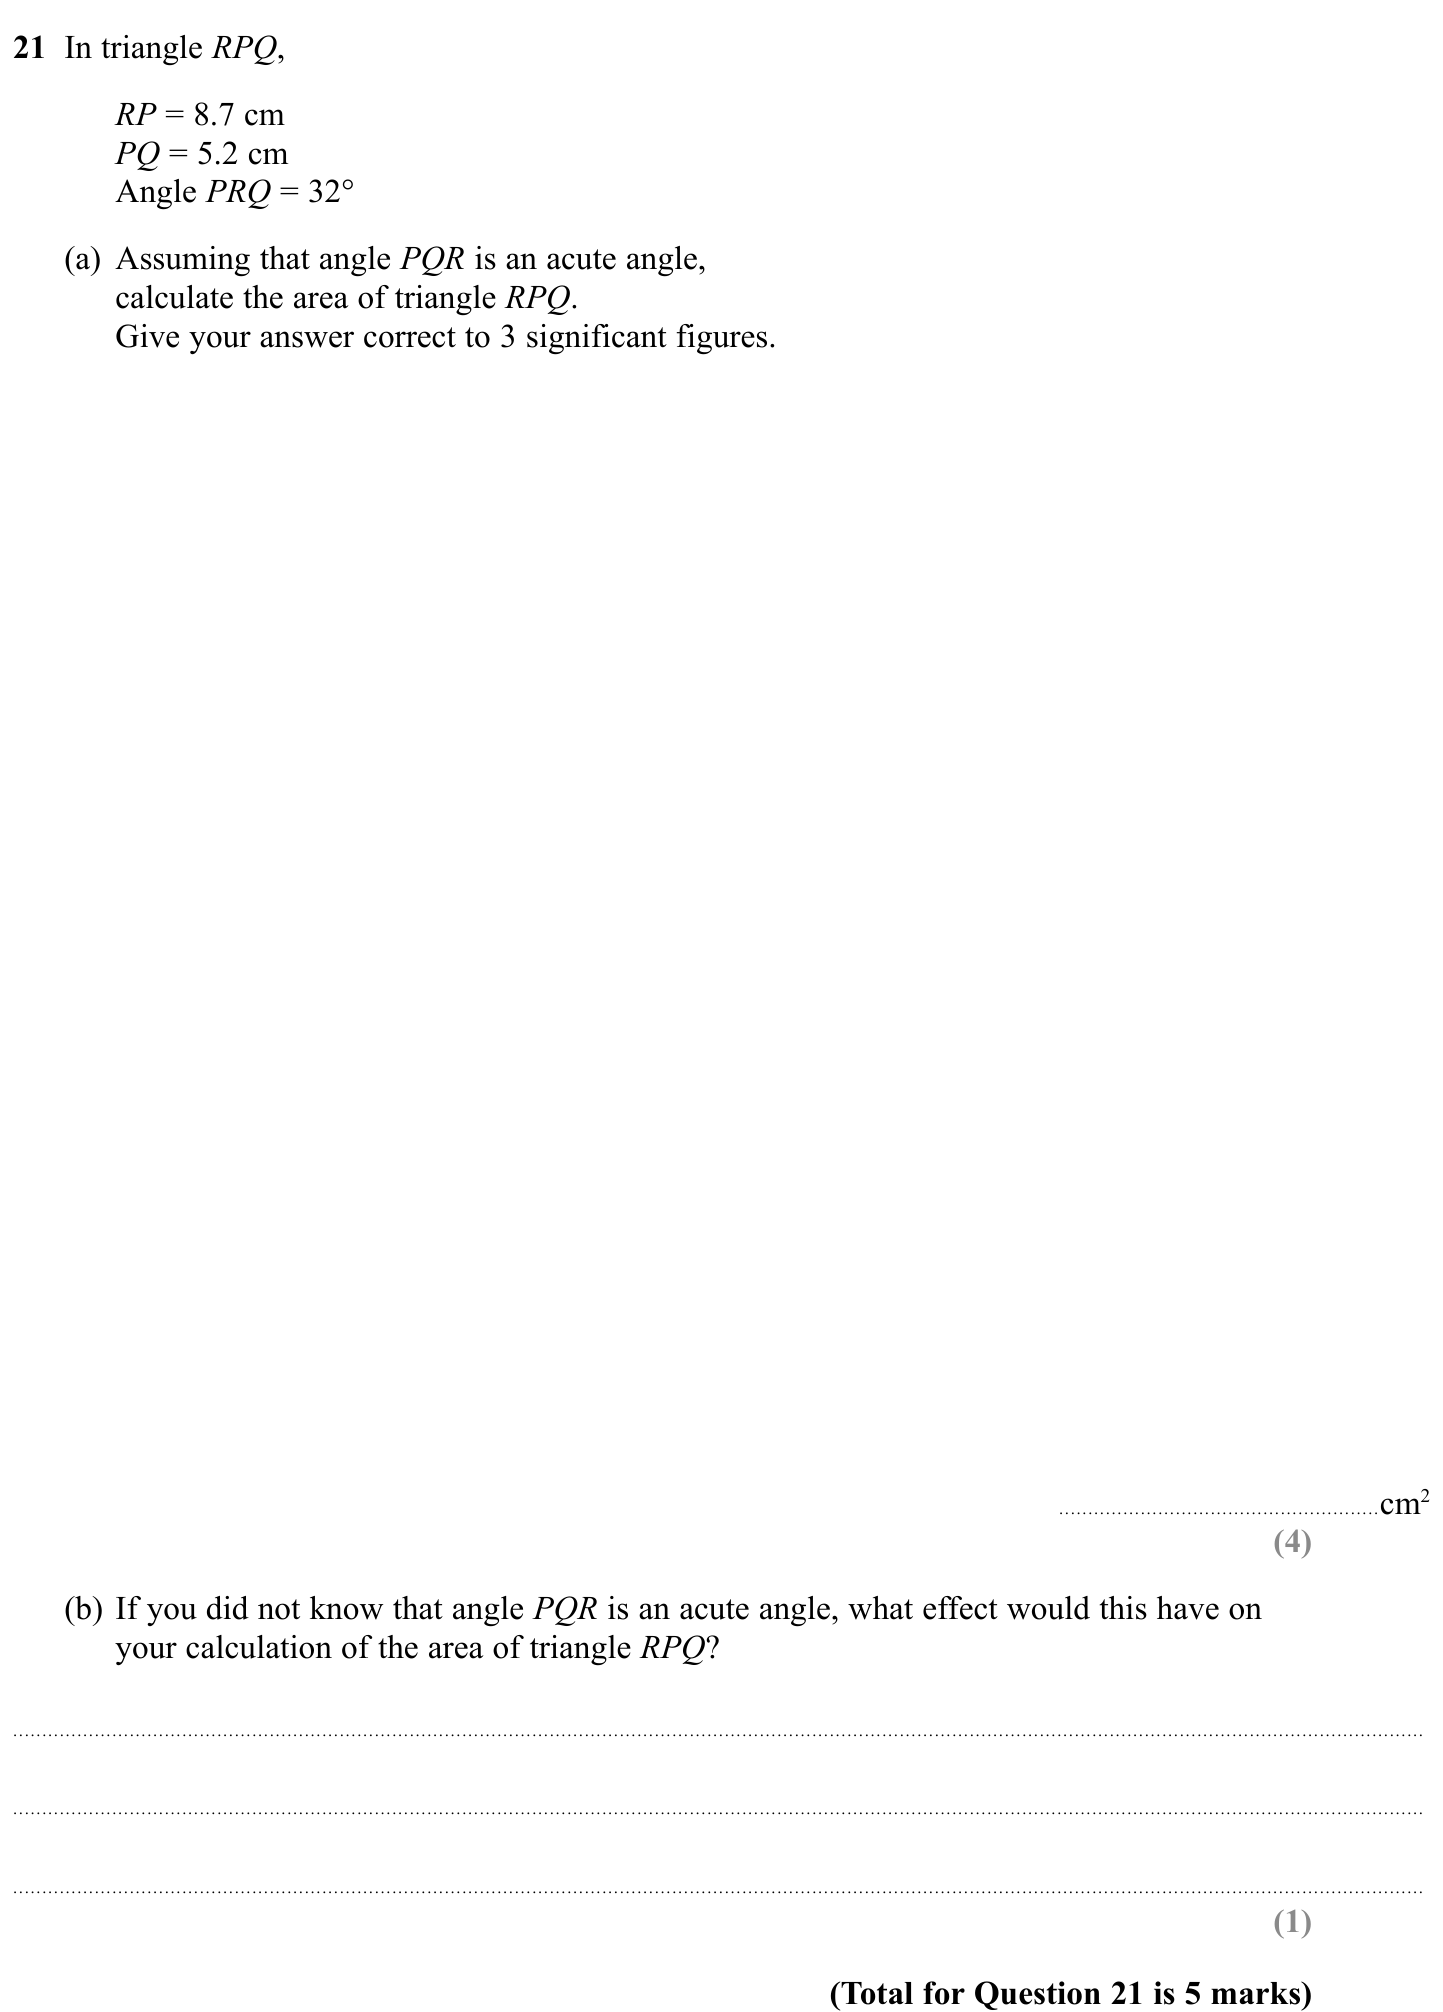 21 In triangle RPQ,
RP = 8.7 cm
PQ = 5.2 cm
Angle PRQ = 32°
(a) Assuming that angle PQR is an acute angle,
calculate the area of triangle RPQ.
Give your answer correct to 3 significant figures.
......................................................cm²
(4)
(b) If you did not know that angle PQR is an acute angle, what effect would this have on
your calculation of the area of triangle RPQ?
(1)
(Total for Question 21 is 5 marks)